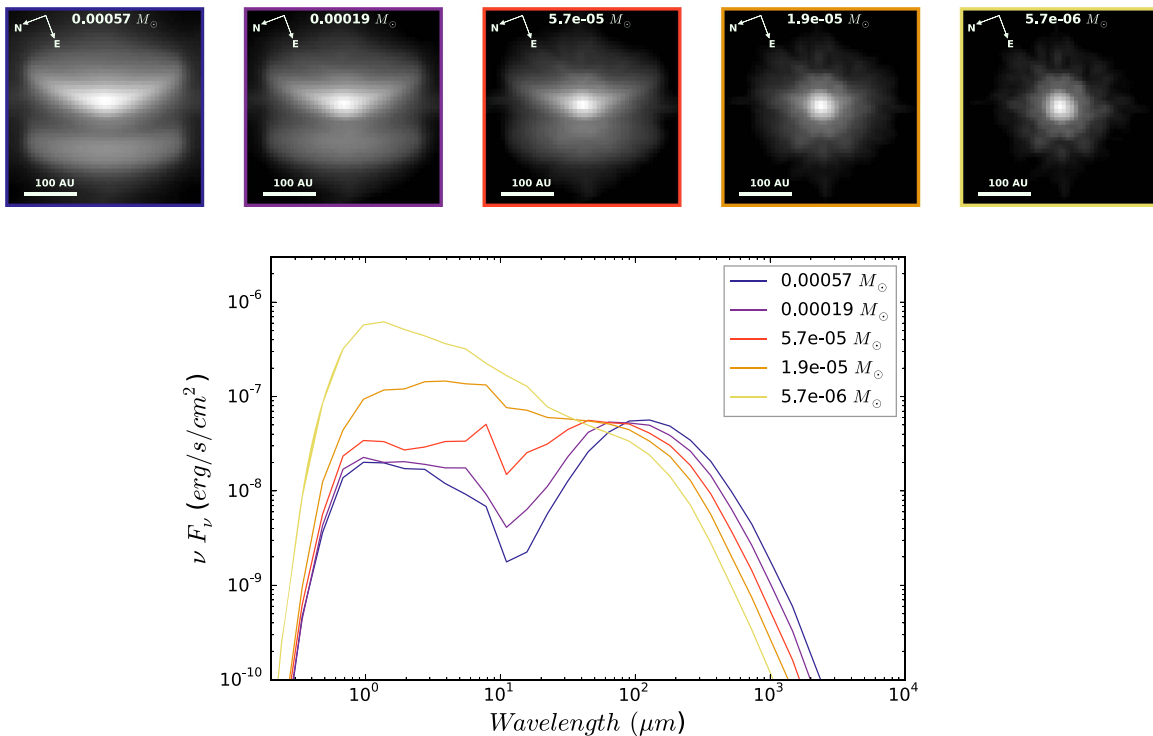 0.00057 M⊙
N
E
100 AU
0.00019 M⊙
N
E
100 AU
5.7e-05 M⊙
N
E
100 AU
1.9e-05 M⊙
N
E
100 AU
5.7e-06 M⊙
N
E
100 AU
ν Fν (erg/s/cm²)
10⁻⁶
10⁻⁷
10⁻⁸
10⁻⁹
10⁻¹⁰
0.00057 M⊙
0.00019 M⊙
5.7e-05 M⊙
1.9e-05 M⊙
5.7e-06 M⊙
10⁰ 10¹ 10² 10³ 10⁴
Wavelength (μm)